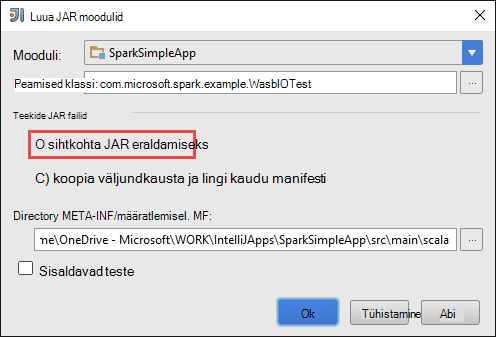 Luua JAR moodulid
Mooduli: SparkSimpleApp
Peamised klassi: com.microsoft.spark.example.WasbIOTest
...
Teekide JAR failid
O sihtkohta JAR eraldamiseks
C) koopia väljundkausta ja lingi kaudu manifesti
Directory META-INF/määratlemisel. MF:
me\OneDrive - Microsoft\WORK\IntelliJApps\SparkSimpleApp\src\main\scala
...
Sisaldavad teste
Ok Tühistamine Abi